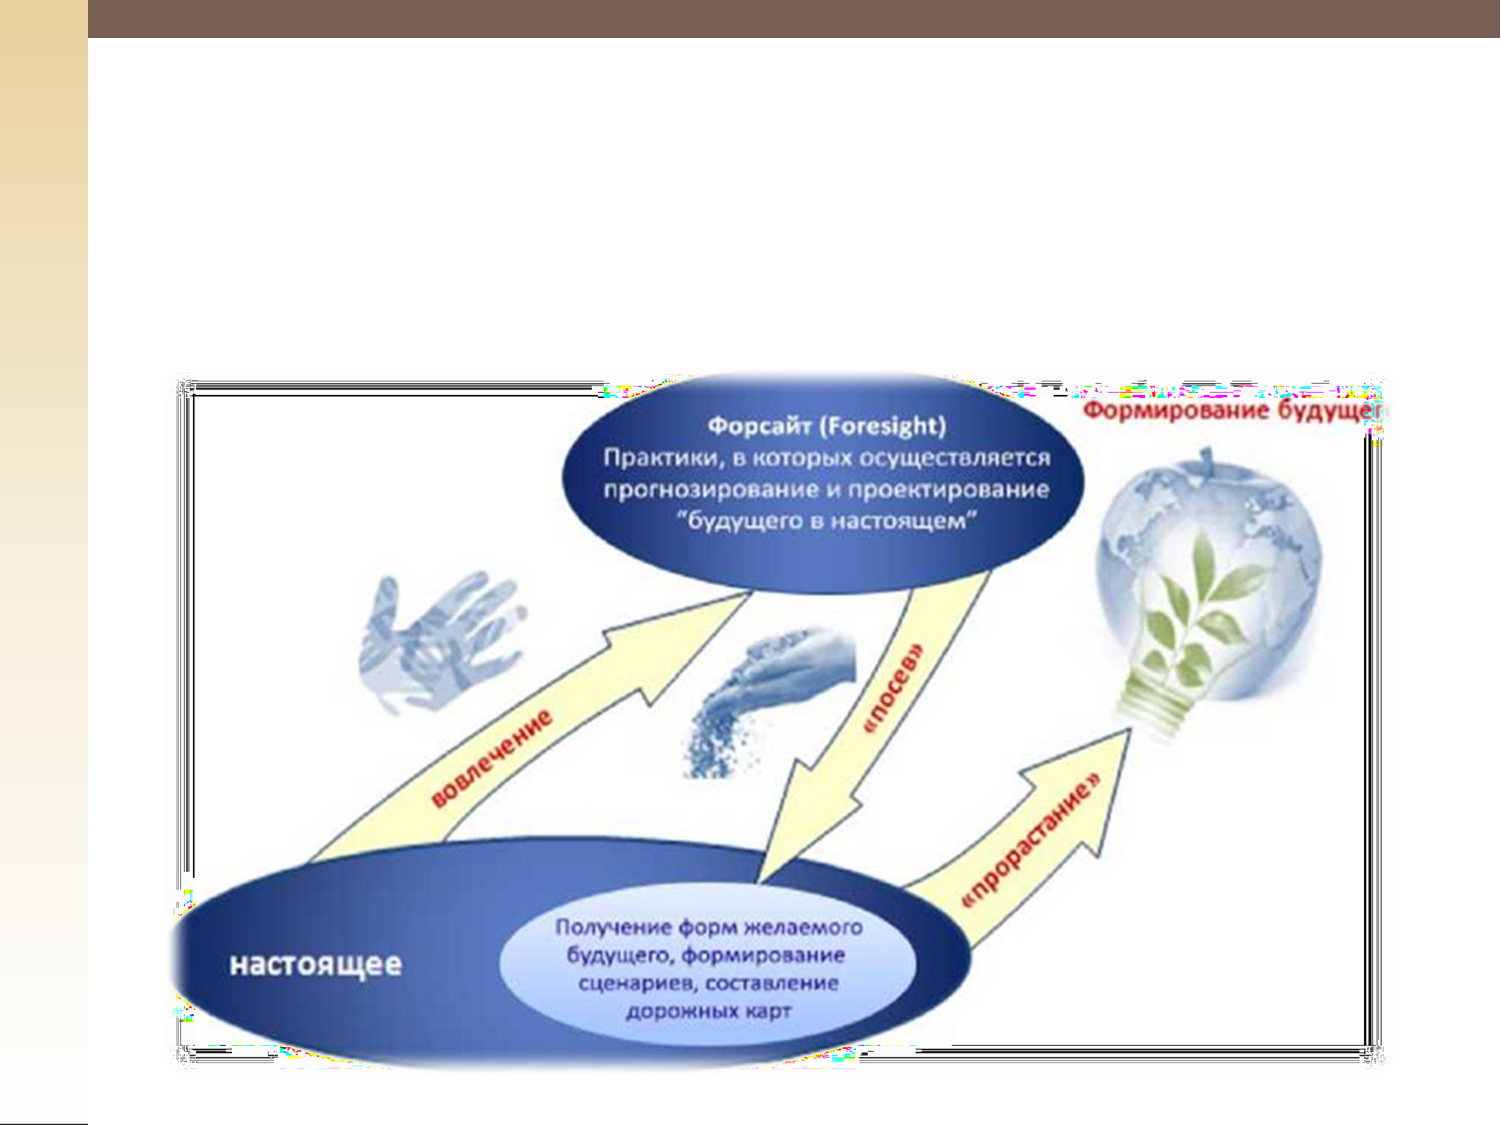 Форсайт (Foresight)
Практики, в которых осуществляется
прогнозирование и проектирование
“будущего в настоящем”
Формирование будущег
вовлечение
«посев»
«прорастание»
настоящее
Получение форм желаемого
будущего, формирование
сценариев, составление
дорожных карт